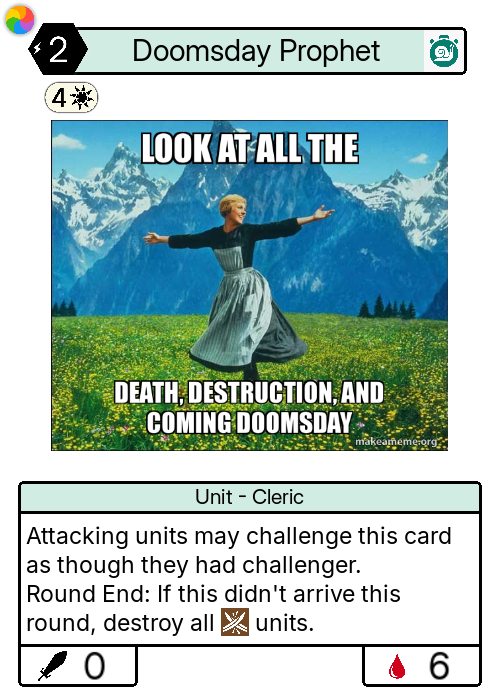 2
Doomsday Prophet
4
LOOK AT ALL THE
DEATH, DESTRUCTION, AND
COMING DOOMSDAY
makeameme.org
Unit - Cleric
Attacking units may challenge this card
as though they had challenger.
Round End: If this didn't arrive this
round, destroy all units.
0
6